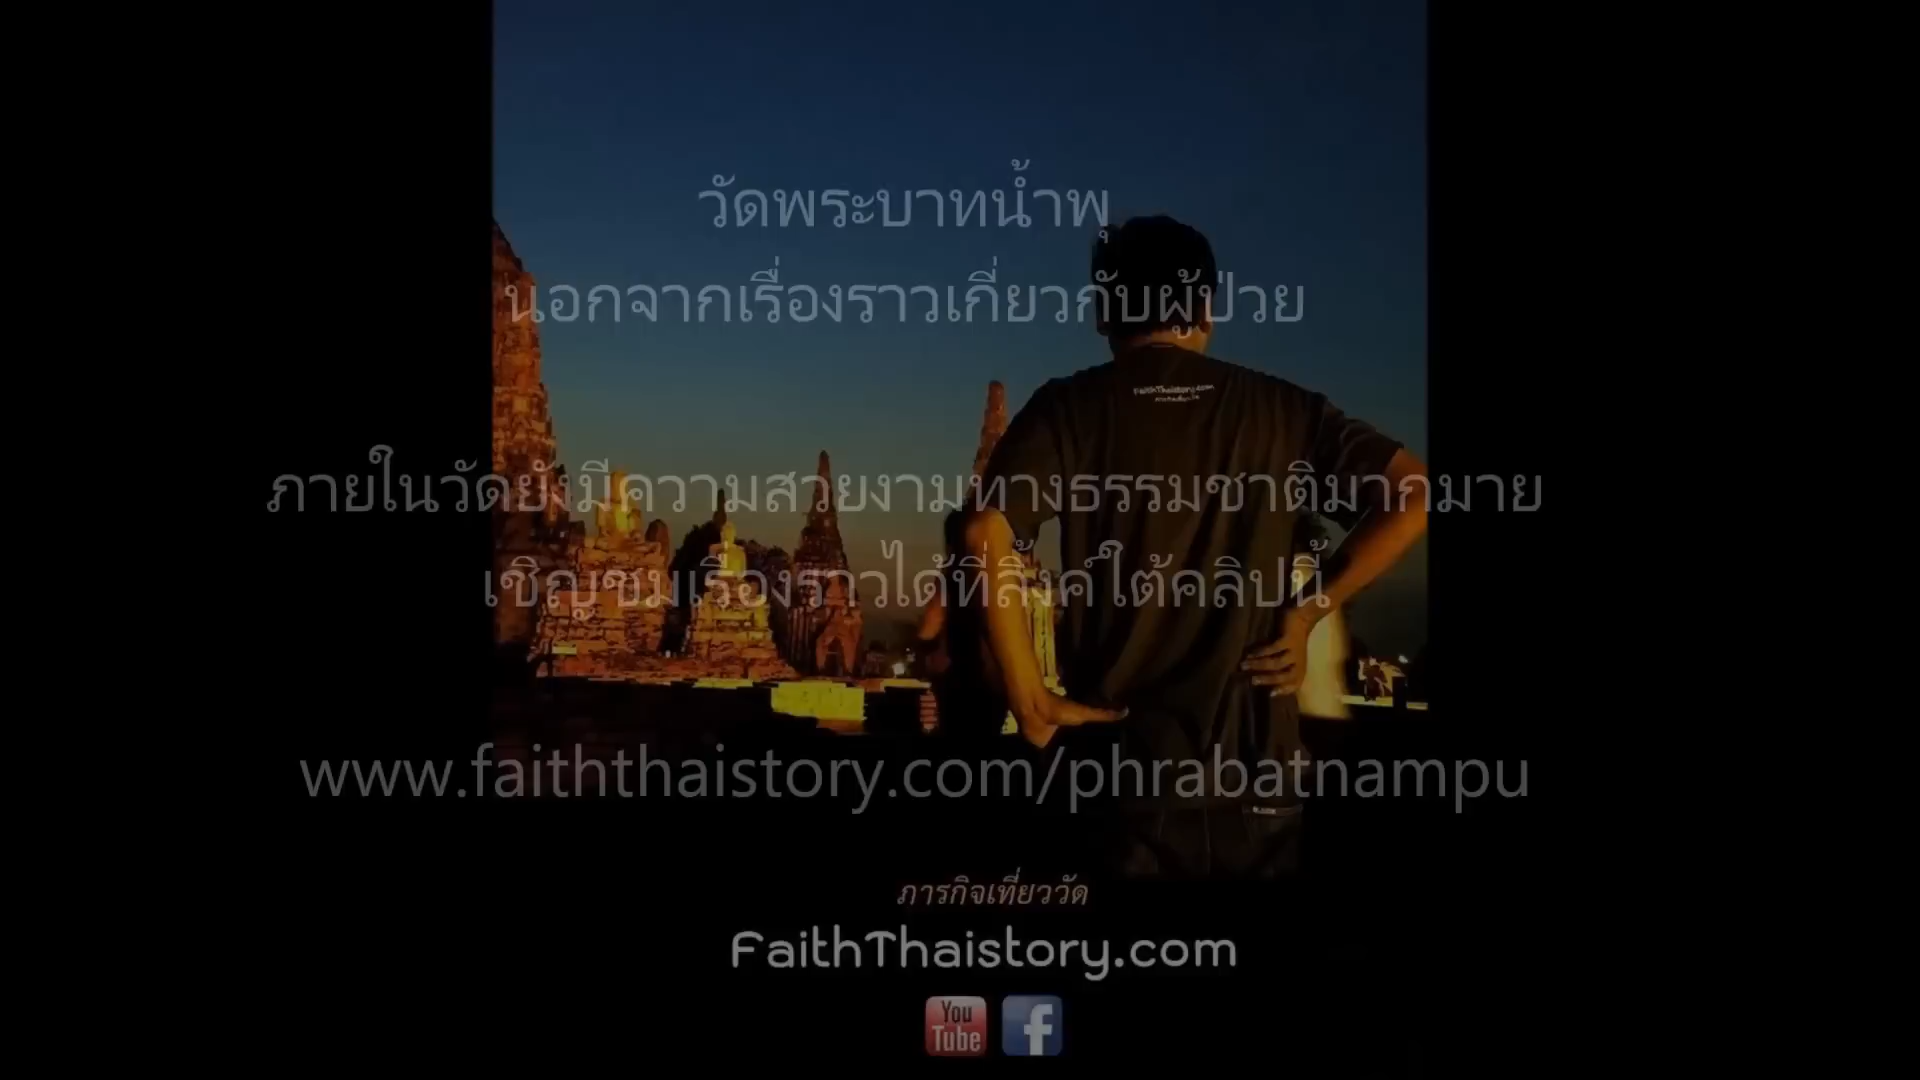 วัดพระบาทน้ำพุ
นอกจากเรื่องราวเกี่ยวกับผู้ป่วย
FaithThaistory.com
ภายในวัดยังมีความสวยงามทางธรรมชาติมากมาย
เชิญชมเรื่องราวได้ที่ลิ้งค์ใต้คลิปนี้
www.faiththaistory.com/phrabatnampu
ภารกิจเที่ยววัด
FaithThaistory.com
You
Tube
f